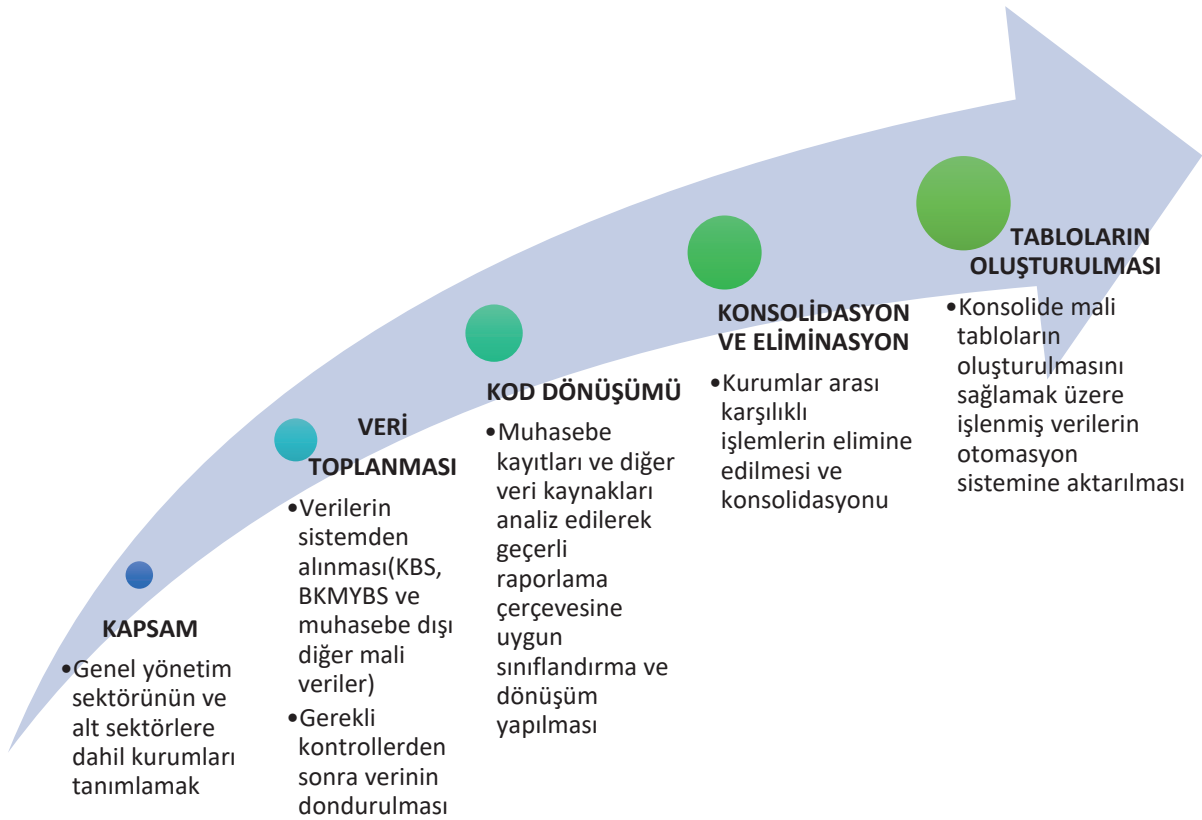 KAPSAM
•Genel yönetim
sektörünün ve
alt sektörlere
dahil kurumları
tanımlamak
VERİ
TOPLANMASI
•Verilerin
sistemden
alınması(KBS,
BKMYBS ve
muhasebe dışı
diğer mali
veriler)
•Gerekli
kontrollerden
sonra verinin
dondurulması
KOD DÖNÜŞÜMÜ
•Muhasebe
kayıtları ve diğer
veri kaynakları
analiz edilerek
geçerli
raporlama
çerçevesine
uygun
sınıflandırma ve
dönüşüm
yapılması
KONSOLİDASYON
VE ELİMİNASYON
•Kurumlar arası
karşılıklı
işlemlerin elimine
edilmesi ve
konsolidasyonu
TABLOLARIN
OLUŞTURULMASI
•Konsolide mali
tabloların
oluşturulmasını
sağlamak üzere
işlenmiş verilerin
otomasyon
sistemine aktarılması